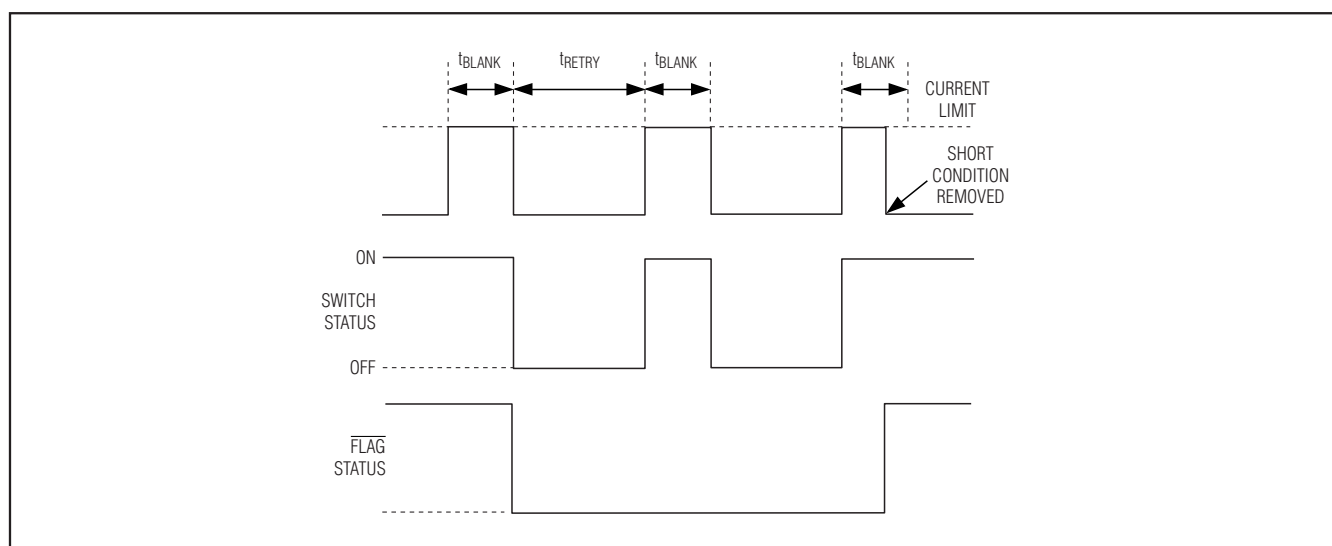 tBLANK
tRETRY
tBLANK
tBLANK
CURRENT
LIMIT
SHORT
CONDITION
REMOVED
ON
SWITCH
STATUS
OFF
FLAG
STATUS